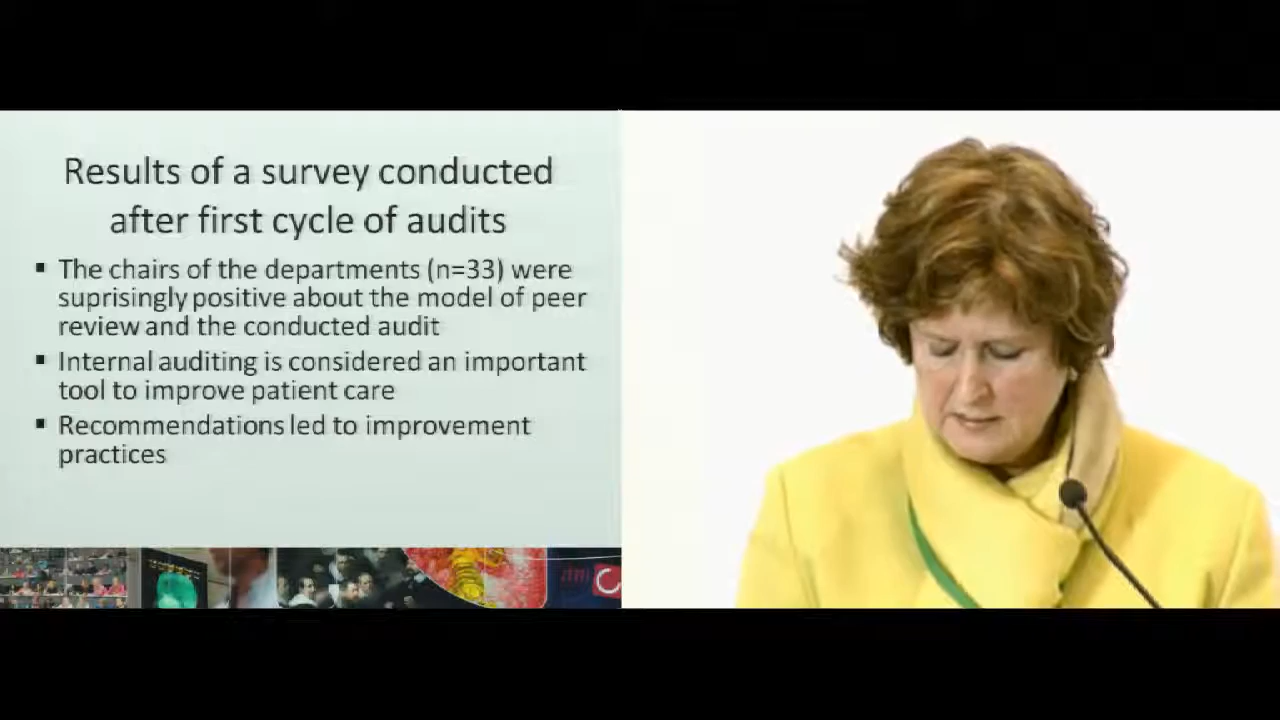 Results of a survey conducted
after first cycle of audits
▪ The chairs of the departments (n=33) were
suprisingly positive about the model of peer
review and the conducted audit
▪ Internal auditing is considered an important
tool to improve patient care
▪ Recommendations led to improvement
practices